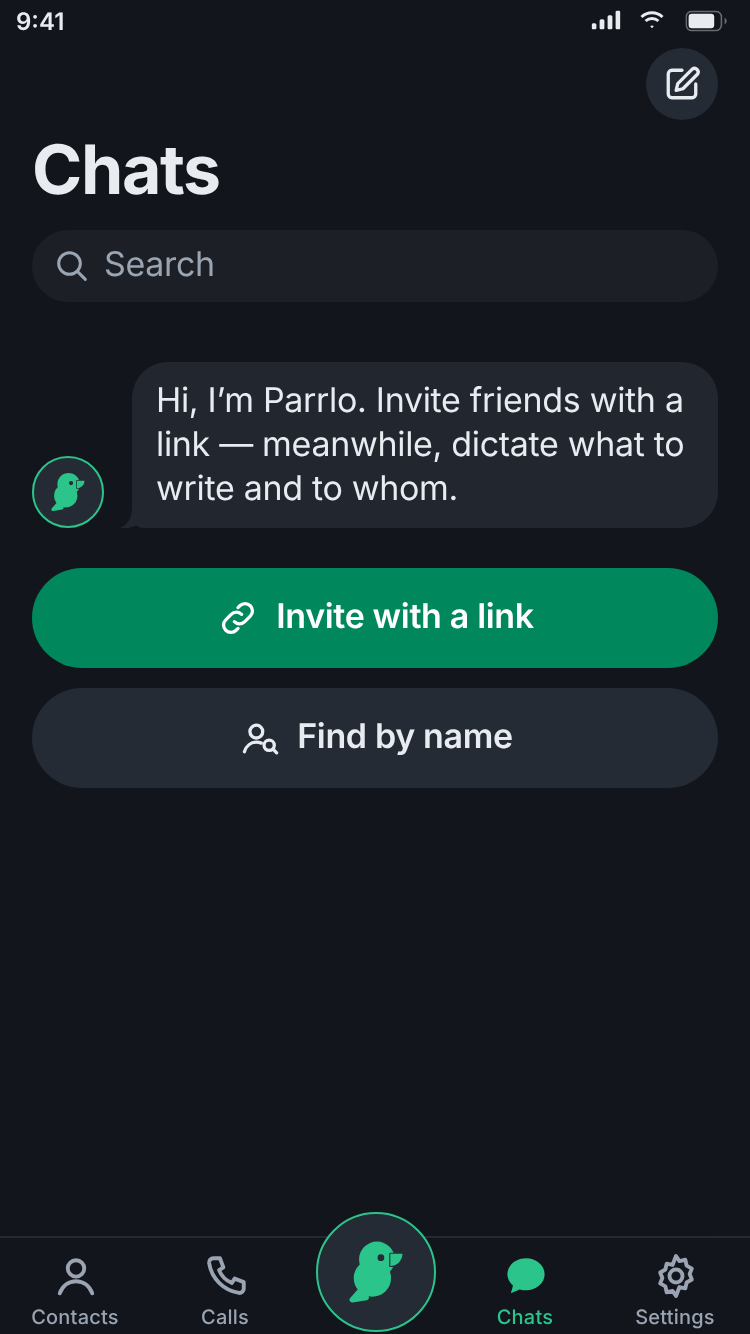 9:41
Chats
Search
Hi, I’m Parrlo. Invite friends with a
link — meanwhile, dictate what to
write and to whom.
Invite with a link
Find by name
Contacts
Calls
Chats
Settings